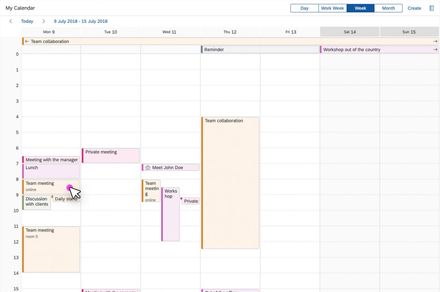 My Calendar
Day
Work Week
Week
Month
Create
Today
9 July 2018 - 15 July 2018
Mon 9
Tue 10
Wed 11
Thu 12
Fri 13
Sat 14
Sun 15
Team collaboration
Reminder
Workshop out of the country
0
1
2
3
4
5
6
7
8
9
10
11
12
13
14
15
Meeting with the manager
Lunch
Team meeting
online
Discussion with clients
Daily
Team meeting
room 5
Private meeting
Meet John Doe
Team
meetin
g
online
Works
hop
Private
Team collaboration